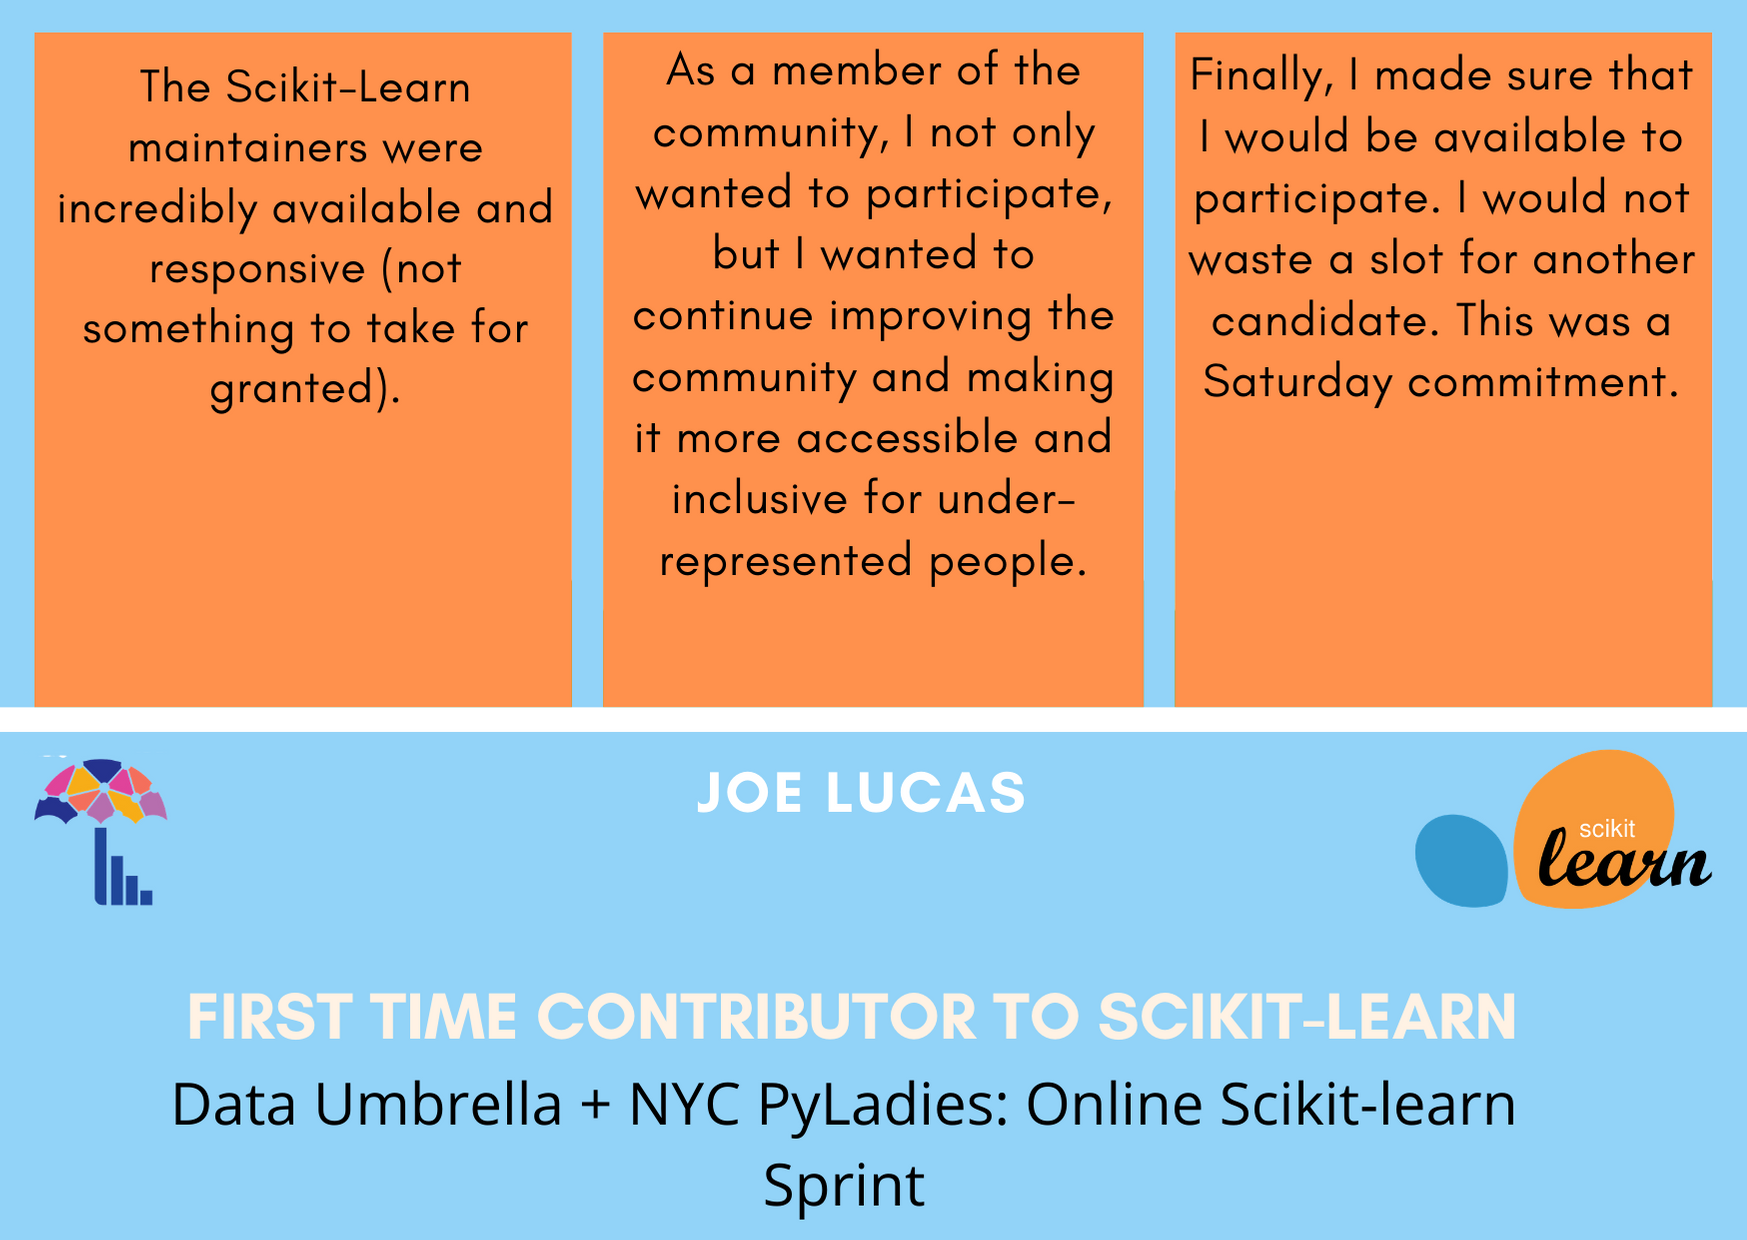 The Scikit-Learn
maintainers were
incredibly available and
responsive (not
something to take for
granted).
As a member of the
community, I not only
wanted to participate,
but I wanted to
continue improving the
community and making
it more accessible and
inclusive for under-
represented people.
Finally, I made sure that
I would be available to
participate. I would not
waste a slot for another
candidate. This was a
Saturday commitment.
JOE LUCAS
scikit
learn
FIRST TIME CONTRIBUTOR TO SCIKIT-LEARN
Data Umbrella + NYC PyLadies: Online Scikit-learn
Sprint